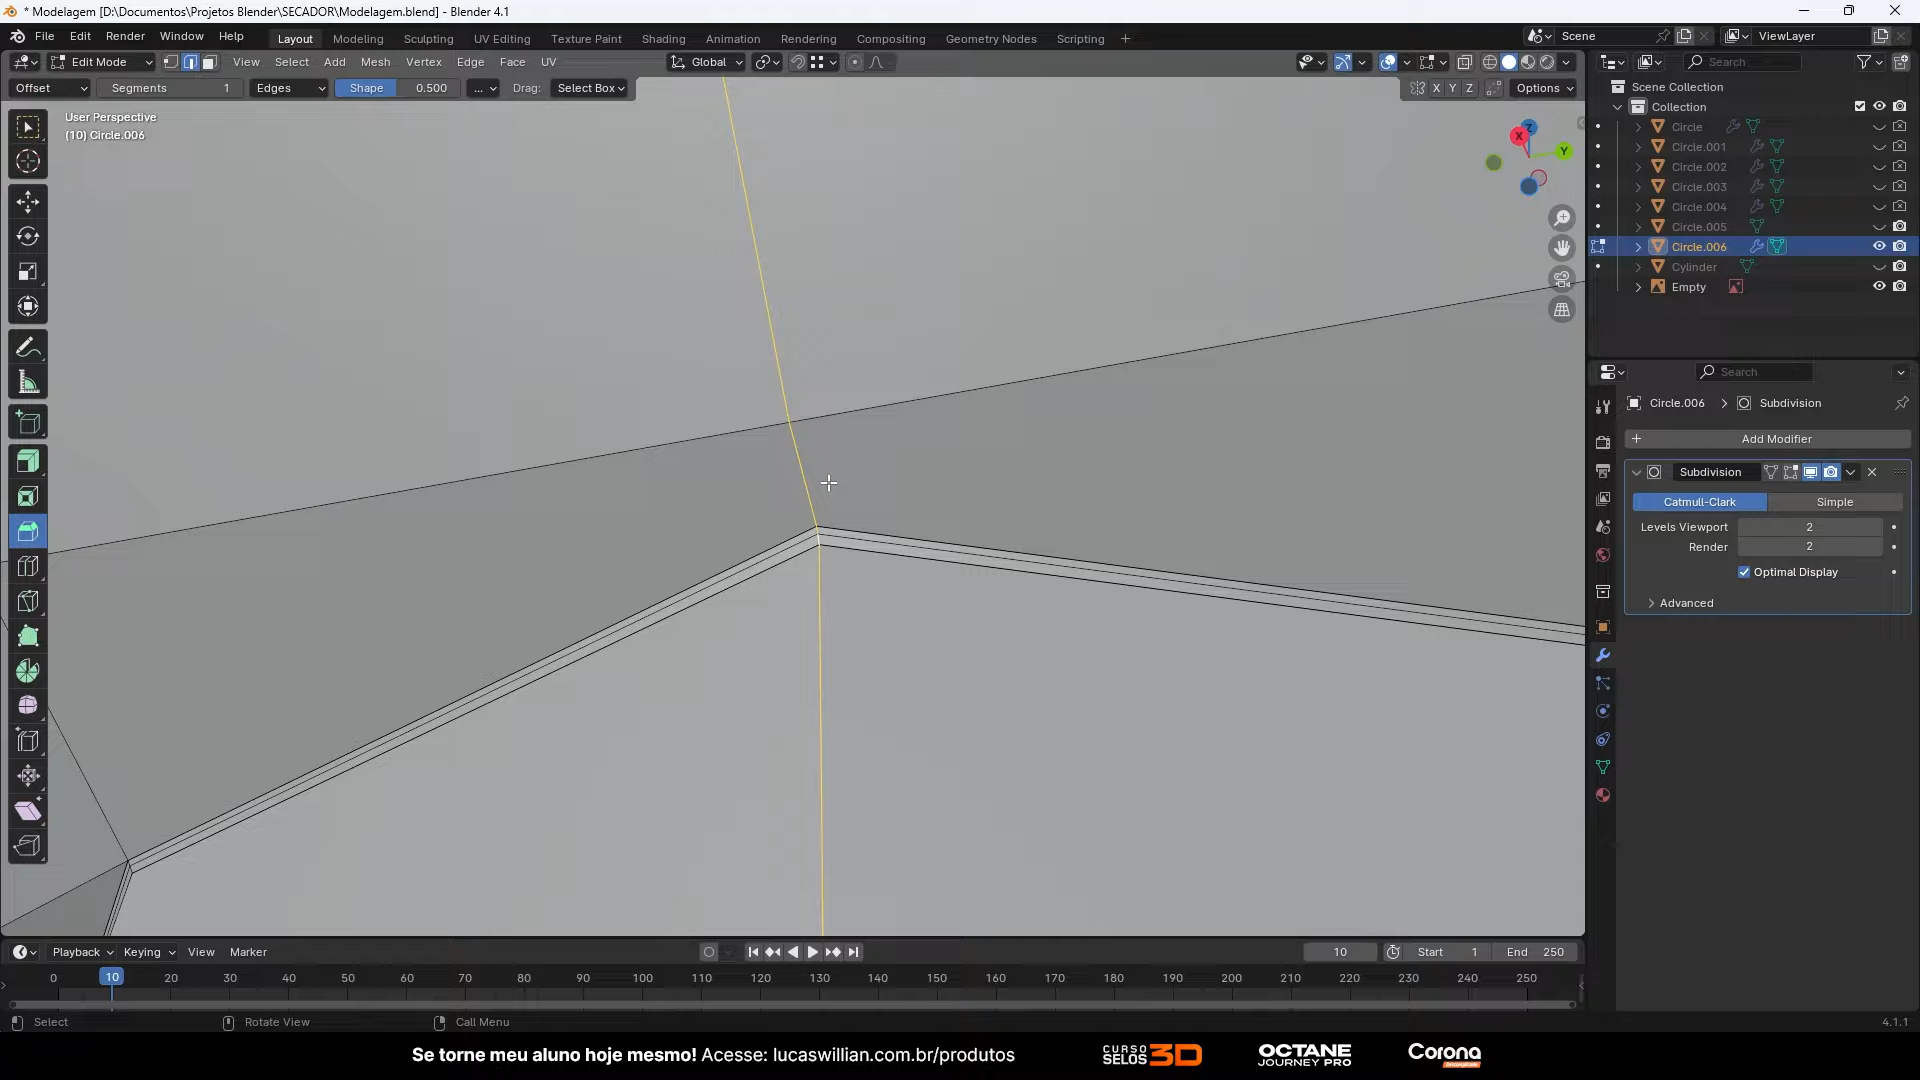 * Modelagem [D:\Documentos\Projetos Blender\SECADOR\Modelagem.blend] - Blender 4.1
File Edit Render Window Help Layout Modeling Sculpting UV Editing Texture Paint Shading Animation Rendering Compositing Geometry Nodes Scripting + Scene ViewLayer
Edit Mode View Select Add Mesh Vertex Edge Face UV Global Search
Offset Segments 1 Edges Shape 0.500 ... Drag: Select Box X Y Z Options
Scene Collection
Collection
User Perspective
(10) Circle.006
Circle
Circle.001
Circle.002
Circle.003
Circle.004
Circle.005
Circle.006
Cylinder
Empty
Z
X
Y
Search
Circle.006 > Subdivision
+ Add Modifier
Subdivision
Catmull-Clark Simple
Levels Viewport 2
Render 2
Optimal Display
Advanced
Playback Keying View Marker 10 Start 1 End 250
0 10 20 30 40 50 60 70 80 90 100 110 120 130 140 150 160 170 180 190 200 210 220 230 240 250
Select Rotate View Call Menu 4.1.1
Se torne meu aluno hoje mesmo! Acesse: lucaswillian.com.br/produtos
CURSO
SELOS 3D
OCTANE
JOURNEY PRO
Corona